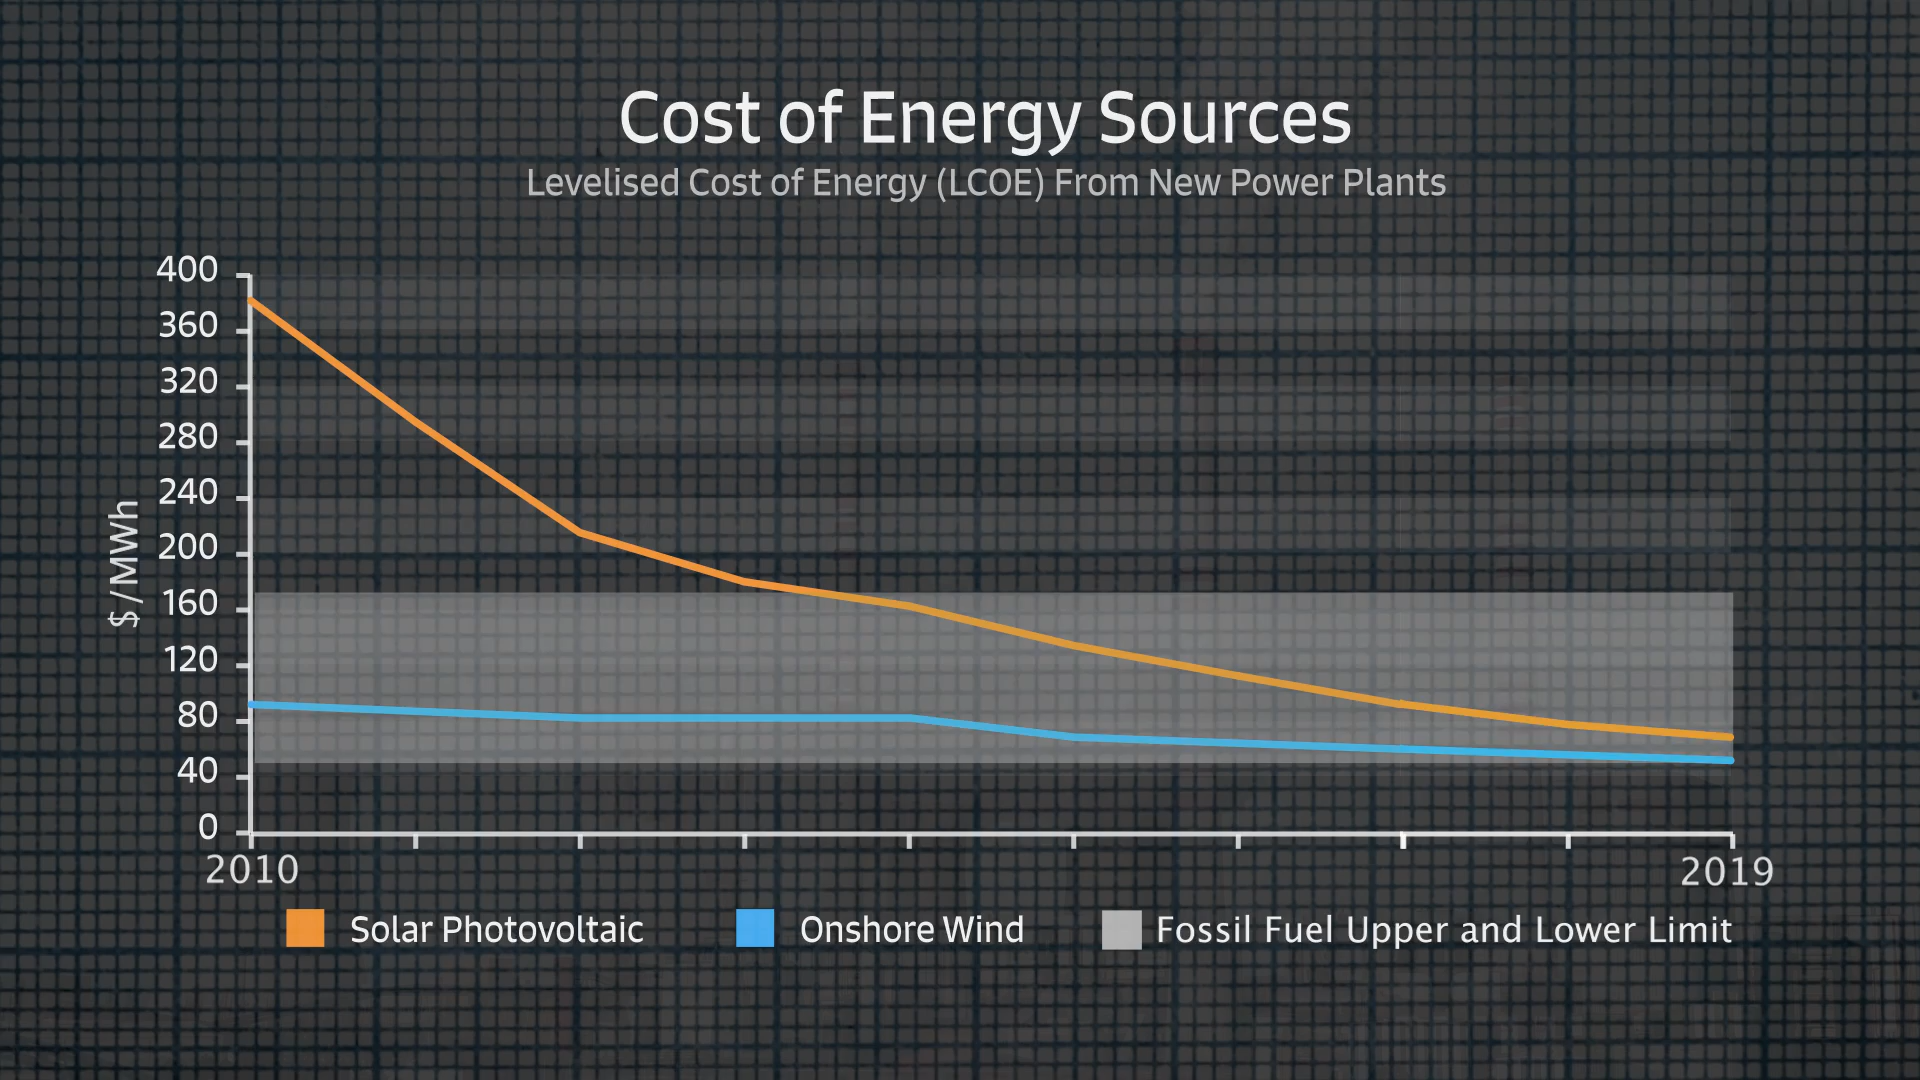 Cost of Energy Sources
Levelised Cost of Energy (LCOE) From New Power Plants
400
360
320
280
240
200
160
120
80
40
0
$/MWh
2010
2019
Solar Photovoltaic
Onshore Wind
Fossil Fuel Upper and Lower Limit